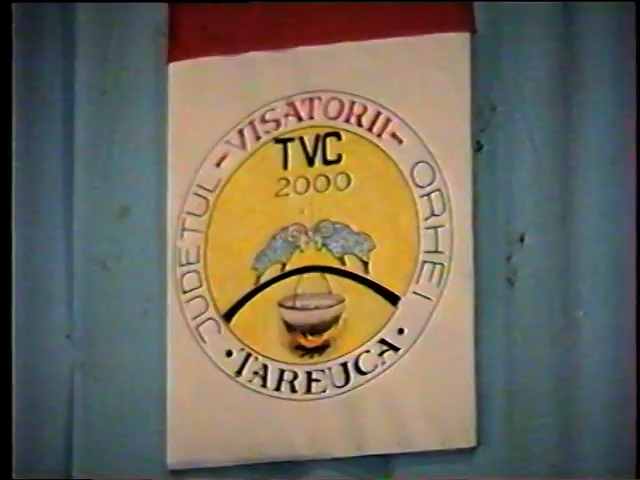 -VISATORII-
TVC
2000
JUDETUL
ORHEI
•TAREUCA•